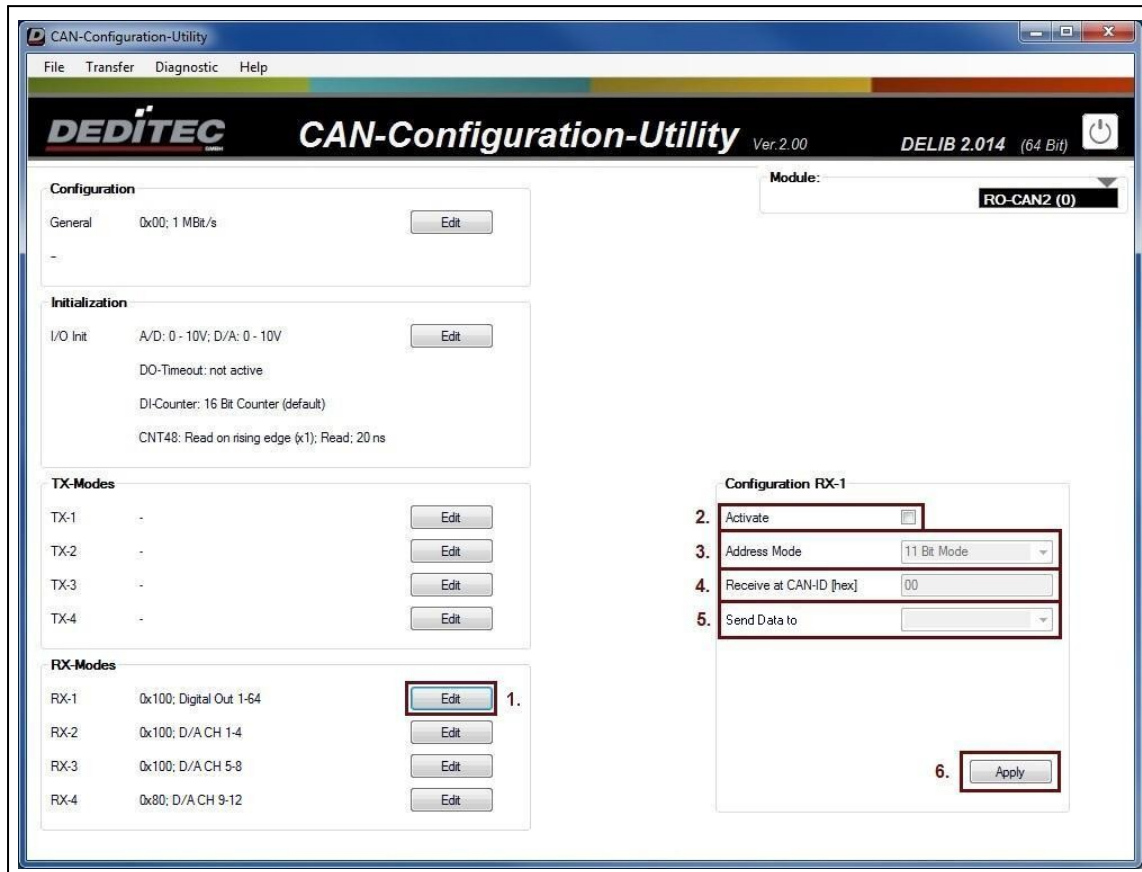 CAN-Configuration-Utility
File Transfer Diagnostic Help
DEDITEC
GMBH
CAN-Configuration-Utility Ver.2.00
DELIB 2.014 (64 Bit)
Module:
RO-CAN2 (0)
Configuration
General 0x00; 1 MBit/s Edit
-
Initialization
I/O Init A/D: 0 - 10V; D/A: 0 - 10V Edit
DO-Timeout: not active
DI-Counter: 16 Bit Counter (default)
CNT48: Read on rising edge (x1); Read; 20 ns
TX-Modes
TX-1 - Edit
TX-2 - Edit
TX-3 - Edit
TX-4 - Edit
RX-Modes
RX-1 0x100; Digital Out 1-64 Edit 1.
RX-2 0x100; D/A CH 1-4 Edit
RX-3 0x100; D/A CH 5-8 Edit
RX-4 0x80; D/A CH 9-12 Edit
Configuration RX-1
2. Activate
3. Address Mode 11 Bit Mode
4. Receive at CAN-ID [hex] 00
5. Send Data to
6. Apply